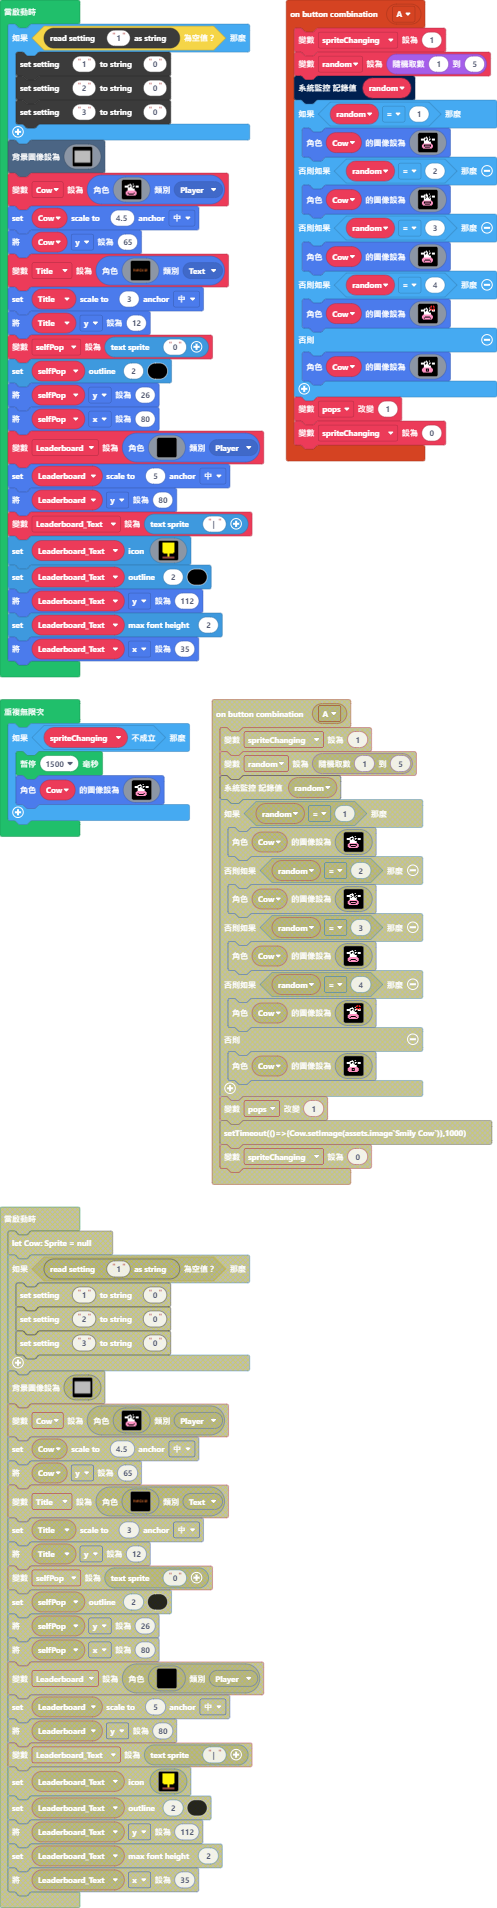 當啟動時
如果 read setting "1" as string 為空值？ 那麼
set setting "1" to string "0"
set setting "2" to string "0"
set setting "3" to string "0"
背景圖像設為
變數 Cow 設為 角色 類別 Player
set Cow scale to 4.5 anchor 中
將 Cow y 設為 65
變數 Title 設為 角色 類別 Text
set Title scale to 3 anchor 中
將 Title y 設為 12
變數 selfPop 設為 text sprite "0"
set selfPop outline 2
將 selfPop y 設為 26
將 selfPop x 設為 80
變數 Leaderboard 設為 角色 類別 Player
set Leaderboard scale to 5 anchor 中
將 Leaderboard y 設為 80
變數 Leaderboard_Text 設為 text sprite "|"
set Leaderboard_Text icon
set Leaderboard_Text outline 2
將 Leaderboard_Text y 設為 112
set Leaderboard_Text max font height 2
將 Leaderboard_Text x 設為 35
on button combination A
變數 spriteChanging 設為 1
變數 random 設為 隨機取數 1 到 5
系統監控 記錄值 random
如果 random = 1 那麼
角色 Cow 的圖像設為
否則如果 random = 2 那麼
角色 Cow 的圖像設為
否則如果 random = 3 那麼
角色 Cow 的圖像設為
否則如果 random = 4 那麼
角色 Cow 的圖像設為
否則
角色 Cow 的圖像設為
變數 pops 改變 1
變數 spriteChanging 設為 0
重複無限次
如果 spriteChanging 不成立 那麼
暫停 1500 毫秒
角色 Cow 的圖像設為
on button combination A
變數 spriteChanging 設為 1
變數 random 設為 隨機取數 1 到 5
系統監控 記錄值 random
如果 random = 1 那麼
角色 Cow 的圖像設為
否則如果 random = 2 那麼
角色 Cow 的圖像設為
否則如果 random = 3 那麼
角色 Cow 的圖像設為
否則如果 random = 4 那麼
角色 Cow 的圖像設為
否則
角色 Cow 的圖像設為
變數 pops 改變 1
setTimeout(()=>{Cow.setImage(assets.image`Smily Cow`)},1000)
變數 spriteChanging 設為 0
當啟動時
let Cow: Sprite = null
如果 read setting "1" as string 為空值？ 那麼
set setting "1" to string "0"
set setting "2" to string "0"
set setting "3" to string "0"
背景圖像設為
變數 Cow 設為 角色 類別 Player
set Cow scale to 4.5 anchor 中
將 Cow y 設為 65
變數 Title 設為 角色 類別 Text
set Title scale to 3 anchor 中
將 Title y 設為 12
變數 selfPop 設為 text sprite "0"
set selfPop outline 2
將 selfPop y 設為 26
將 selfPop x 設為 80
變數 Leaderboard 設為 角色 類別 Player
set Leaderboard scale to 5 anchor 中
將 Leaderboard y 設為 80
變數 Leaderboard_Text 設為 text sprite "|"
set Leaderboard_Text icon
set Leaderboard_Text outline 2
將 Leaderboard_Text y 設為 112
set Leaderboard_Text max font height 2
將 Leaderboard_Text x 設為 35